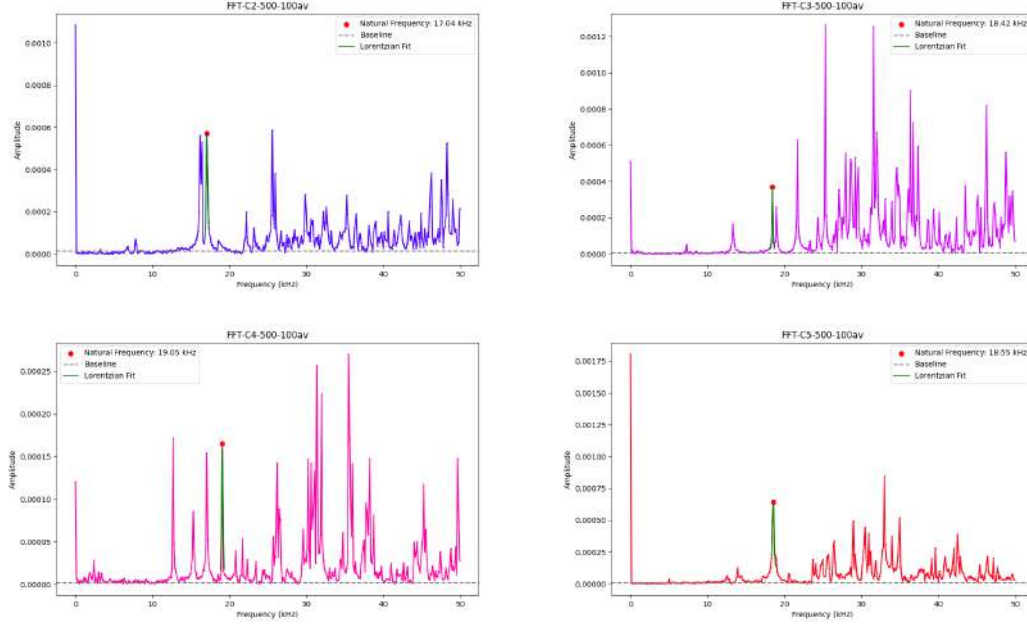 FFT-C2-500-100av
Natural Frequency: 17.04 kHz
Baseline
Lorentzian Fit
Amplitude
0.0010
0.0008
0.0006
0.0004
0.0002
0.0000
0 10 20 30 40 50
Frequency (kHz)
FFT-C3-500-100av
Natural Frequency: 18.42 kHz
Baseline
Lorentzian Fit
Amplitude
0.0012
0.0010
0.0008
0.0006
0.0004
0.0002
0.0000
0 10 20 30 40 50
Frequency (kHz)
FFT-C4-500-100av
Natural Frequency: 19.05 kHz
Baseline
Lorentzian Fit
Amplitude
0.00025
0.00020
0.00015
0.00010
0.00005
0.00000
0 10 20 30 40 50
Frequency (kHz)
FFT-C5-500-100av
Natural Frequency: 18.55 kHz
Baseline
Lorentzian Fit
Amplitude
0.00175
0.00150
0.00125
0.00100
0.00075
0.00050
0.00025
0.00000
0 10 20 30 40 50
Frequency (kHz)